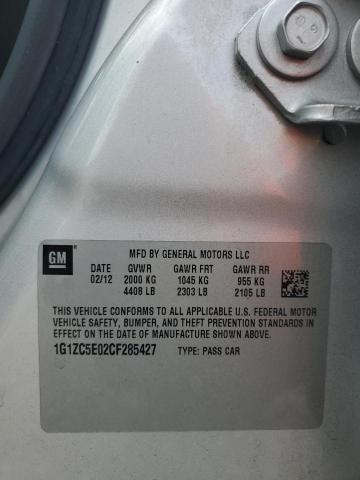 GM
MFD BY GENERAL MOTORS LLC
DATE GVWR GAWR FRT GAWR RR
02/12 2000 KG 1045 KG 955 KG
4408 LB 2303 LB 2105 LB
THIS VEHICLE CONFORMS TO ALL APPLICABLE U.S. FEDERAL MOTOR
VEHICLE SAFETY, BUMPER, AND THEFT PREVENTION STANDARDS IN
EFFECT ON THE DATE OF MANUFACTURE SHOWN ABOVE.
1G1ZC5E02CF285427 TYPE: PASS CAR